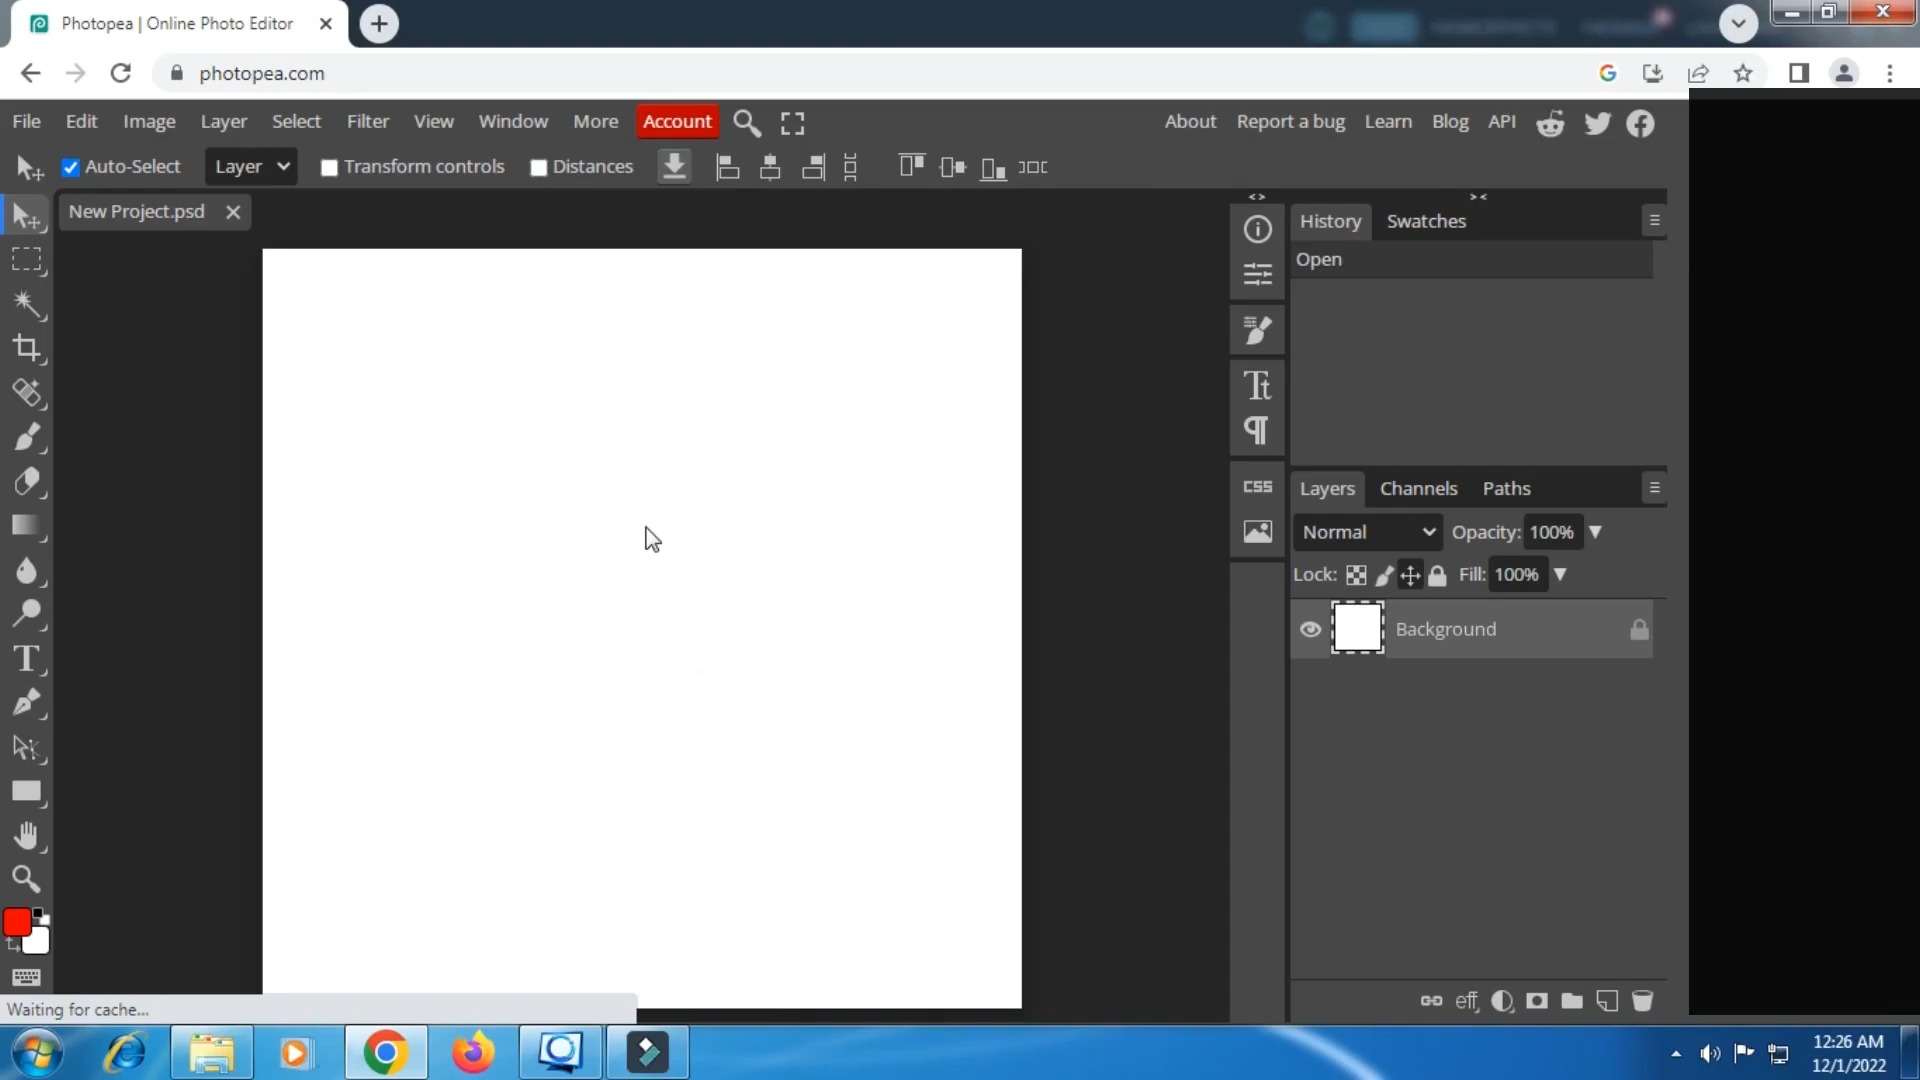 Photopea | Online Photo Editor
photopea.com
File Edit Image Layer Select Filter View Window More Account About Report a bug Learn Blog API
Auto-Select Layer Transform controls Distances
New Project.psd
History Swatches
Open
Tt
CSS
Layers Channels Paths
Normal Opacity: 100%
Lock: Fill: 100%
Background
T
eff
Waiting for cache...
12:26 AM
12/1/2022